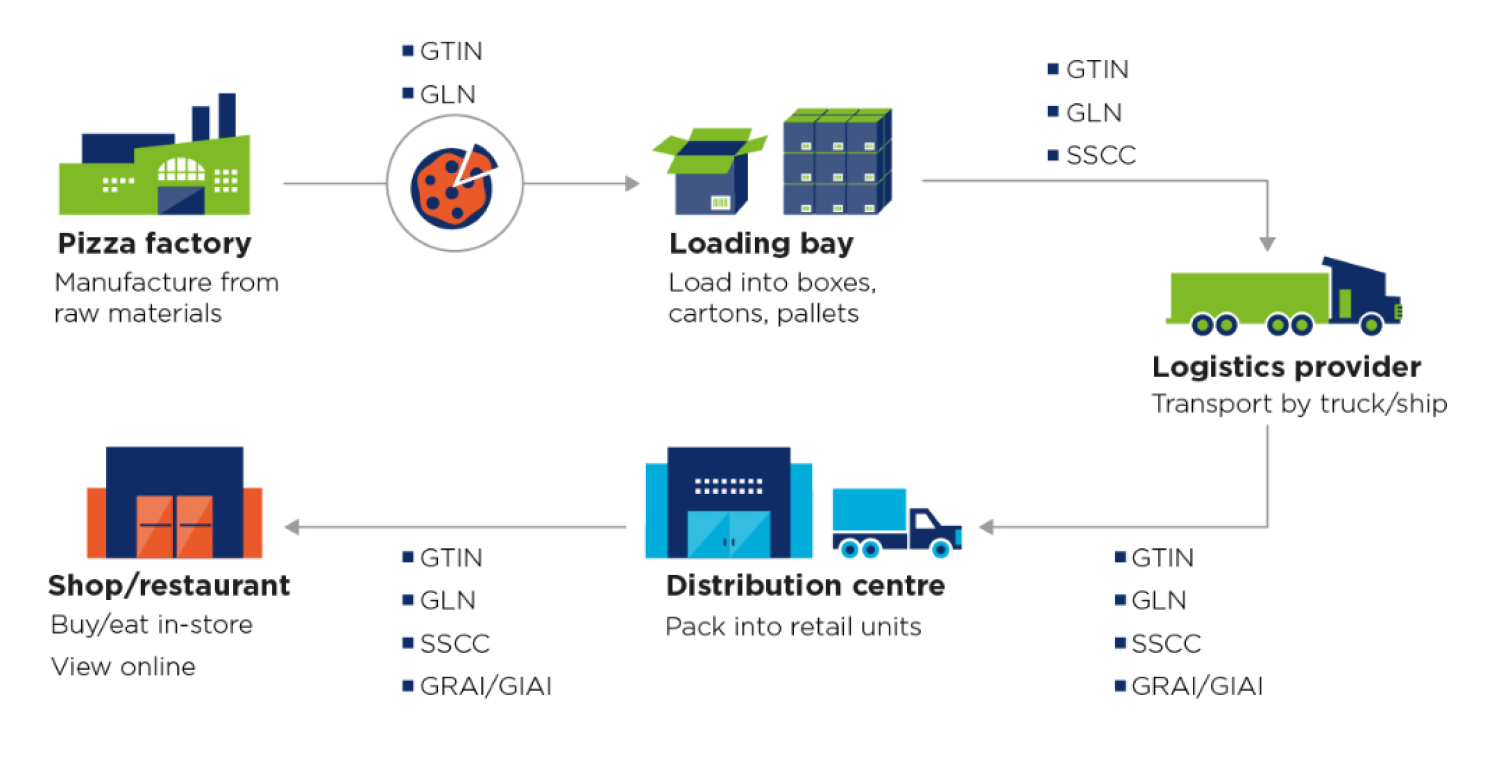 GTIN
GLN
Pizza factory
Manufacture from
raw materials
Loading bay
Load into boxes,
cartons, pallets
GTIN
GLN
SSCC
Logistics provider
Transport by truck/ship
GTIN
GLN
SSCC
GRAI/GIAI
Distribution centre
Pack into retail units
GTIN
GLN
SSCC
GRAI/GIAI
Shop/restaurant
Buy/eat in-store
View online